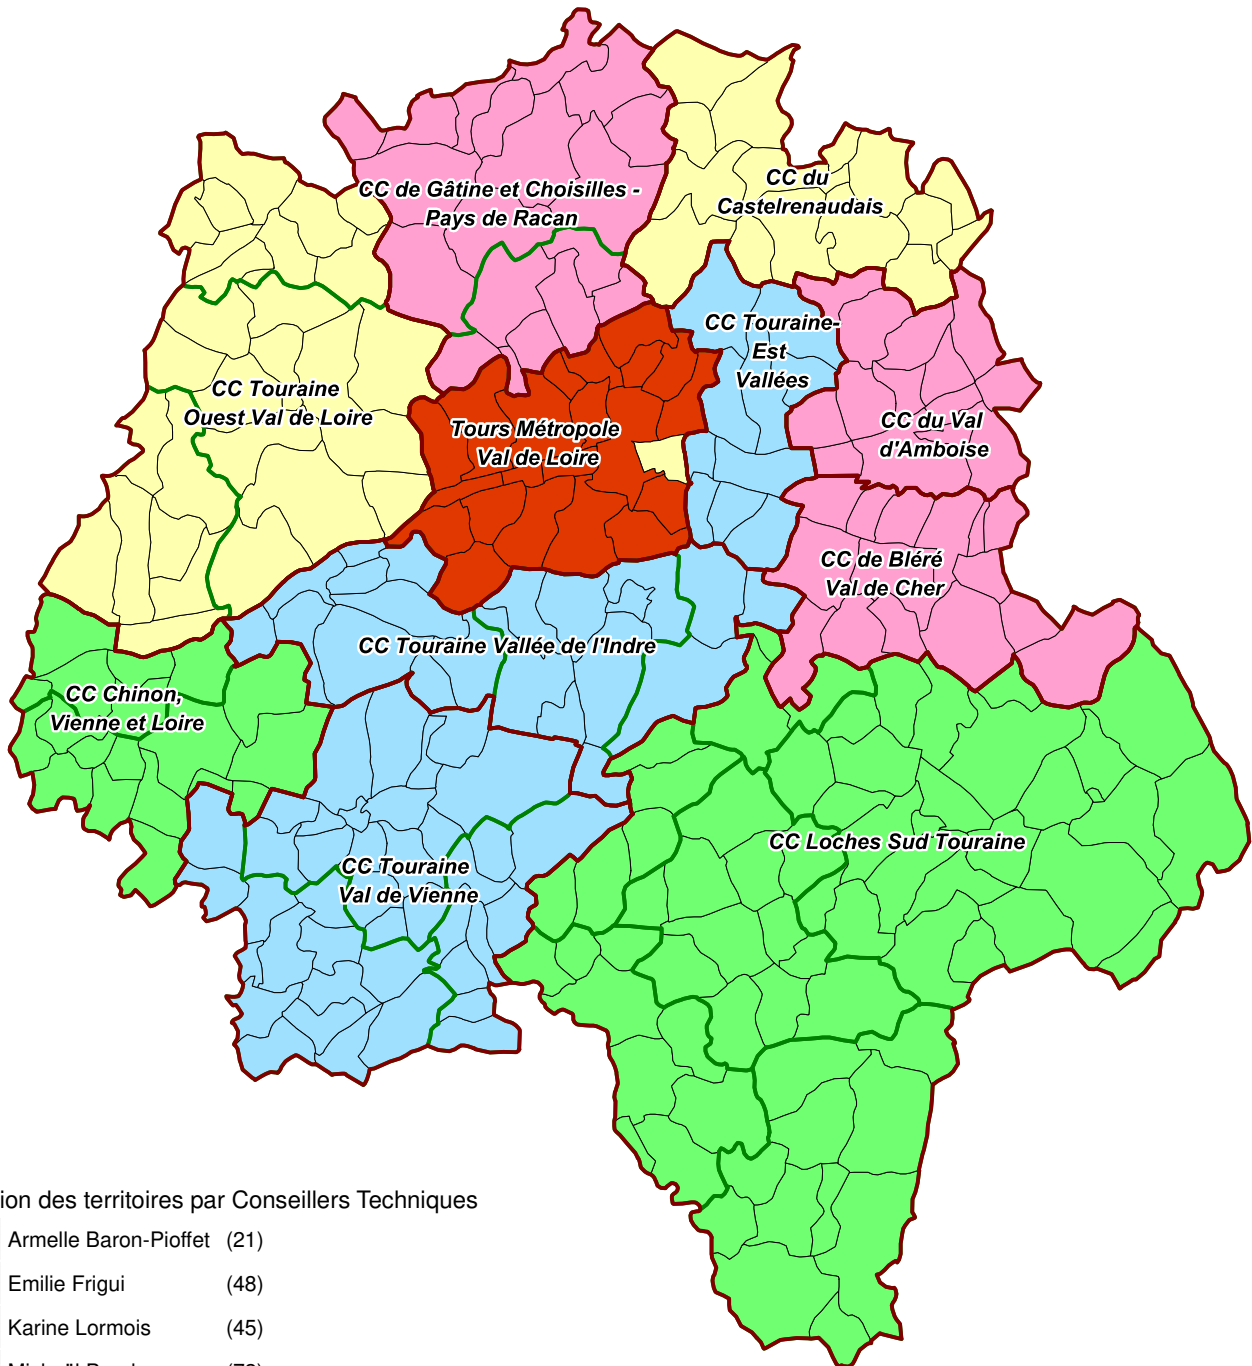 CC de Gâtine et Choisilles -
Pays de Racan
CC du
Castelrenaudais
CC Touraine-
Est
Vallées
CC Touraine
Ouest Val de Loire
Tours Métropole
Val de Loire
CC du Val
d'Amboise
CC de Bléré
Val de Cher
CC Touraine Vallée de l'Indre
CC Chinon,
Vienne et Loire
CC Loches Sud Touraine
CC Touraine
Val de Vienne
ion des territoires par Conseillers Techniques
Armelle Baron-Pioffet (21)
Emilie Frigui (48)
Karine Lormois (45)